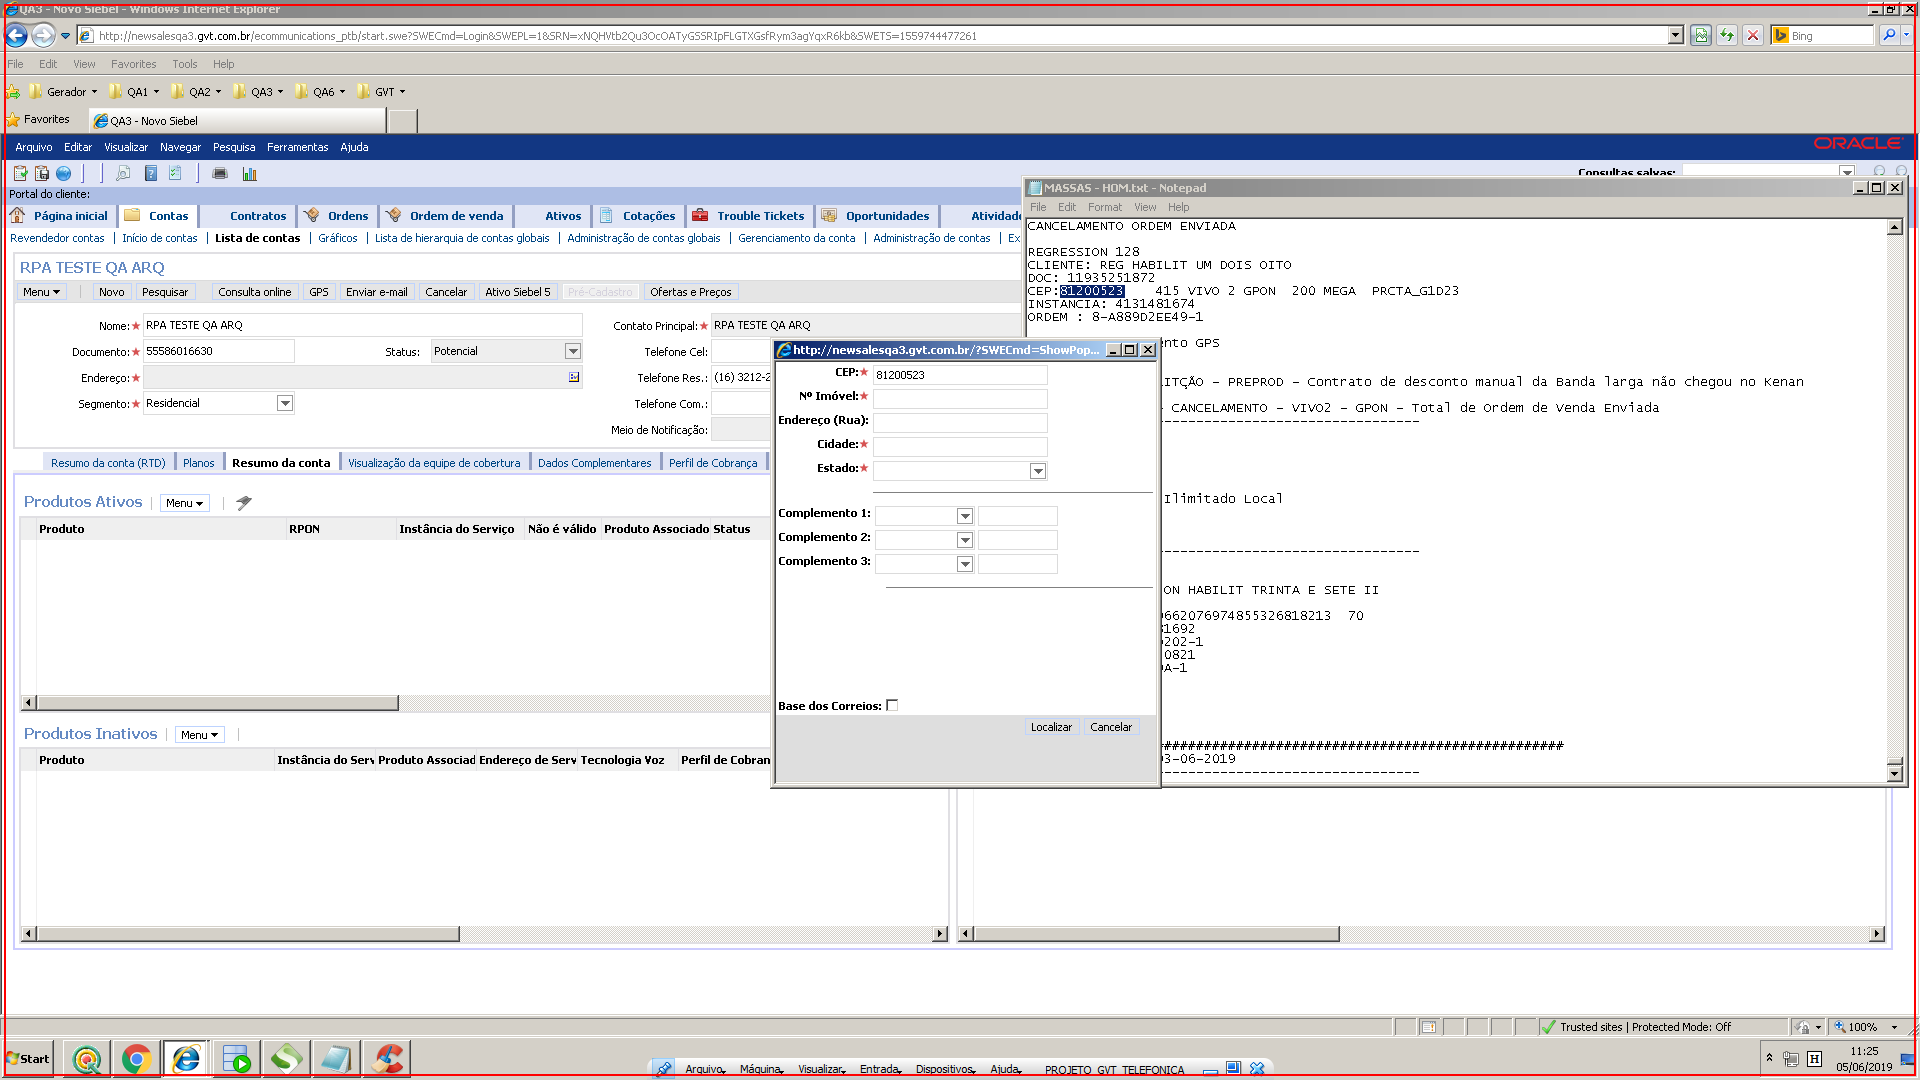 QA3 - Novo Siebel - Windows Internet Explorer
http://newsalesqa3.gvt.com.br/ecommunications_ptb/start.swe?SWECmd=Login&SWEPL=1&SRN=xNQHVtb2Qu3OcOATyGSSRIpFLGTXGsfRym3agYqxR6kb&SWETS=1559744477261
Bing
File Edit View Favorites Tools Help
Gerador QA1 QA2 QA3 QA6 GVT
Favorites QA3 - Novo Siebel
Arquivo Editar Visualizar Navegar Pesquisa Ferramentas Ajuda
ORACLE
Consultas salvas:
Portal do cliente:
Página inicial Contas Contratos Ordens Ordem de venda Ativos Cotações Trouble Tickets Oportunidades Atividad
Revendedor contas Início de contas Lista de contas Gráficos Lista de hierarquia de contas globais Administração de contas globais Gerenciamento da conta Administração de contas Ex
RPA TESTE QA ARQ
Menu Novo Pesquisar Consulta online GPS Enviar e-mail Cancelar Ativo Siebel 5 Pré-Cadastro Ofertas e Preços
Nome: RPA TESTE QA ARQ Contato Principal: RPA TESTE QA ARQ
Documento: 55586016630 Status: Potencial Telefone Cel:
Endereço: Telefone Res.: (16) 3212-2
Segmento: Residencial Telefone Com.:
Meio de Notificação:
Resumo da conta (RTD) Planos Resumo da conta Visualização da equipe de cobertura Dados Complementares Perfil de Cobrança
Produtos Ativos Menu
Produto RPON Instância do Serviço Não é válido Produto Associado Status
Produtos Inativos Menu
Produto Instância do Serv Produto Associad Endereço de Serv Tecnologia Voz Perfil de Cobran
MASSAS - HOM.txt - Notepad
File Edit Format View Help
CANCELAMENTO ORDEM ENVIADA
REGRESSION 128
CLIENTE: REG HABILIT UM DOIS OITO
DOC: 11935251872
CEP:81200523 415 VIVO 2 GPON 200 MEGA PRCTA_G1D23
INSTANCIA: 4131481674
ORDEM : 8-A889D2EE49-1
nto GPS
ITÇÃO - PREPROD - Contrato de desconto manual da Banda larga não chegou no Kenan
- CANCELAMENTO - VIVO2 - GPON - Total de Ordem de Venda Enviada
---------------------------------
Ilimitado Local
---------------------------------
ON HABILIT TRINTA E SETE II
06620769748553268182​13 70
81692
0202-1
10821
0A-1
###################################################
03-06-2019
---------------------------------
http://newsalesqa3.gvt.com.br/?SWECmd=ShowPop...
CEP: 81200523
Nº Imóvel:
Endereço (Rua):
Cidade:
Estado:
Complemento 1:
Complemento 2:
Complemento 3:
Base dos Correios:
Localizar Cancelar
Trusted sites | Protected Mode: Off 100%
Start
Arquivo Máquina Visualizar Entrada Dispositivos Ajuda PROJETO_GVT_TELEFONICA
H
11:25
05/06/2019